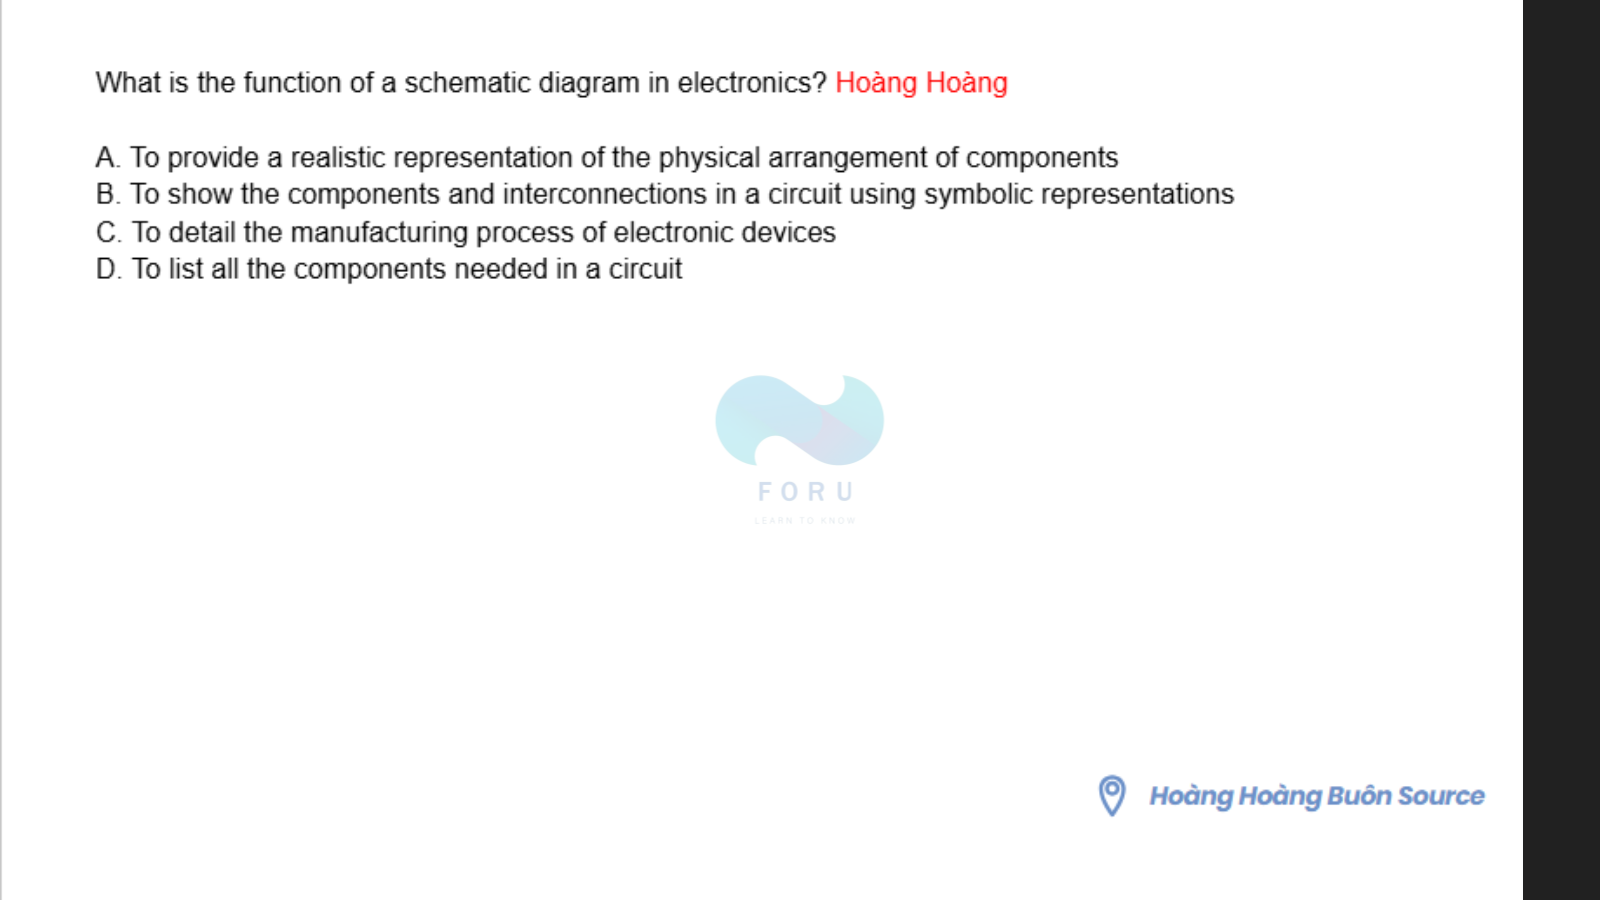 What is the function of a schematic diagram in electronics? Hoàng Hoàng
A. To provide a realistic representation of the physical arrangement of components
B. To show the components and interconnections in a circuit using symbolic representations
C. To detail the manufacturing process of electronic devices
D. To list all the components needed in a circuit
FORU
LEARN TO KNOW
Hoàng Hoàng Buôn Source